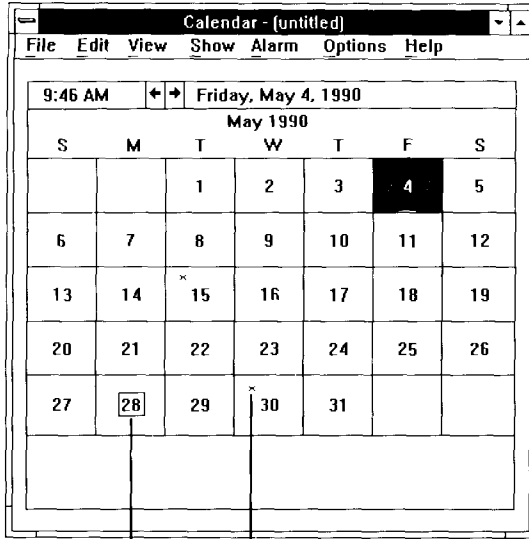 Calendar - (untitled)
File Edit View Show Alarm Options Help
9:46 AM Friday, May 4, 1990
May 1990
S M T W T F S
1 2 3 4 5
6 7 8 9 10 11 12
13 14 15 16 17 18 19
20 21 22 23 24 25 26
27 28 29 30 31